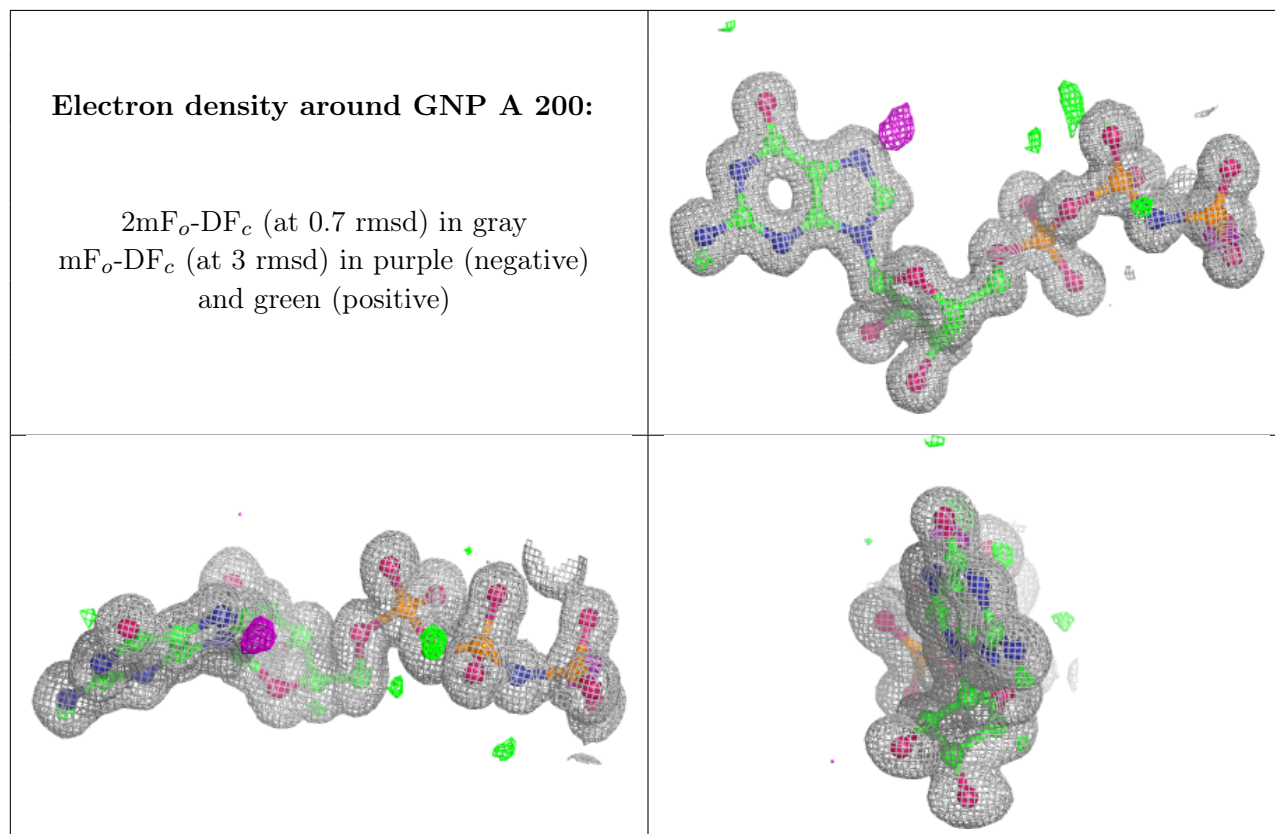 Electron density around GNP A 200:
2mFₒ-DF𝒸 (at 0.7 rmsd) in gray
mFₒ-DF𝒸 (at 3 rmsd) in purple (negative)
and green (positive)